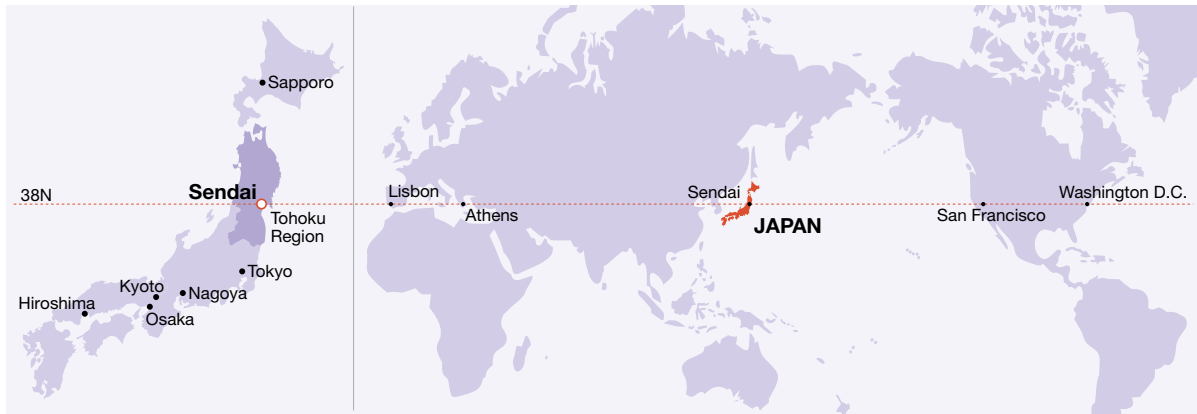 Sapporo
38N
Sendai
Tohoku
Region
Tokyo
Kyoto
Nagoya
Hiroshima
Osaka
Lisbon
Athens
Sendai
JAPAN
San Francisco
Washington D.C.